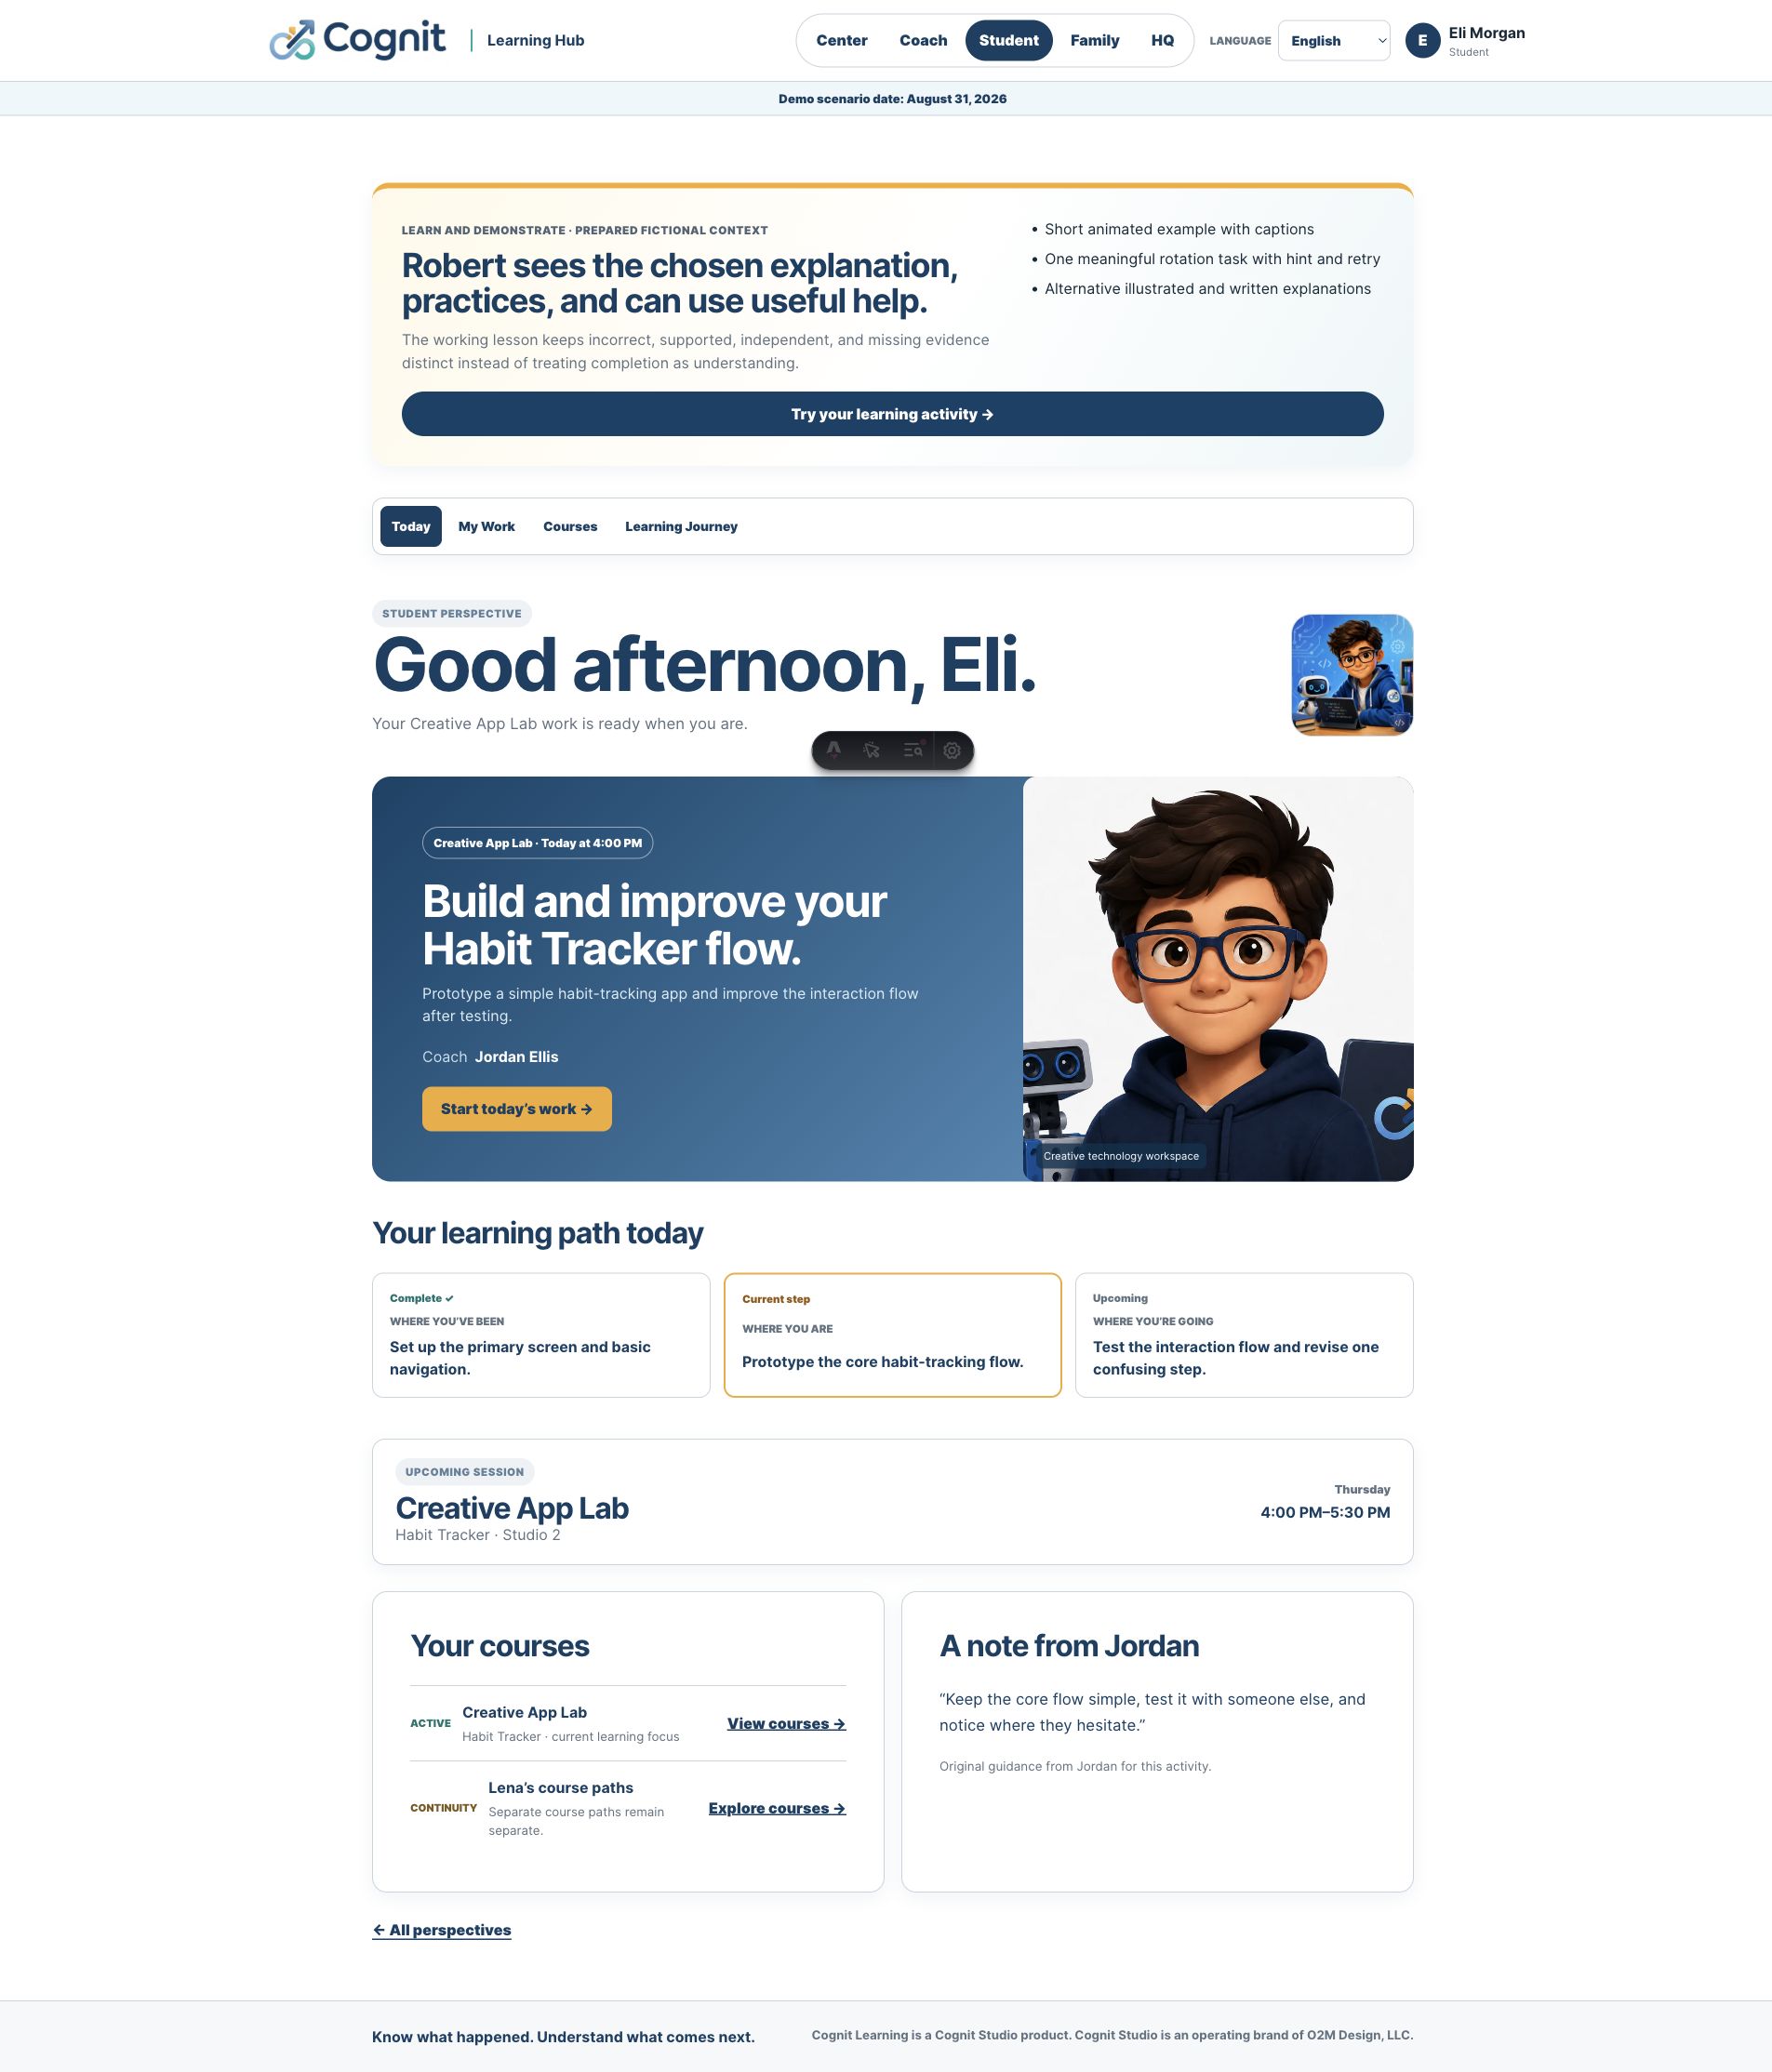 Cognit
Learning Hub
Center
Coach
Student
Family
HQ
LANGUAGE
English
E
Eli Morgan
Student
Demo scenario date: August 31, 2026
LEARN AND DEMONSTRATE · PREPARED FICTIONAL CONTEXT
Robert sees the chosen explanation,
practices, and can use useful help.
The working lesson keeps incorrect, supported, independent, and missing evidence
distinct instead of treating completion as understanding.
• Short animated example with captions
• One meaningful rotation task with hint and retry
• Alternative illustrated and written explanations
Try your learning activity →
Today
My Work
Courses
Learning Journey
STUDENT PERSPECTIVE
Good afternoon, Eli.
Your Creative App Lab work is ready when you are.
Creative App Lab · Today at 4:00 PM
Build and improve your
Habit Tracker flow.
Prototype a simple habit-tracking app and improve the interaction flow
after testing.
Coach Jordan Ellis
Start today’s work →
Creative technology workspace
Your learning path today
Complete ✓
WHERE YOU’VE BEEN
Set up the primary screen and basic
navigation.
Current step
WHERE YOU ARE
Prototype the core habit-tracking flow.
Upcoming
WHERE YOU’RE GOING
Test the interaction flow and revise one
confusing step.
UPCOMING SESSION
Creative App Lab
Habit Tracker · Studio 2
Thursday
4:00 PM–5:30 PM
Your courses
ACTIVE
Creative App Lab
Habit Tracker · current learning focus
View courses →
CONTINUITY
Lena’s course paths
Separate course paths remain
separate.
Explore courses →
A note from Jordan
“Keep the core flow simple, test it with someone else, and
notice where they hesitate.”
Original guidance from Jordan for this activity.
← All perspectives
Know what happened. Understand what comes next.
Cognit Learning is a Cognit Studio product. Cognit Studio is an operating brand of O2M Design, LLC.